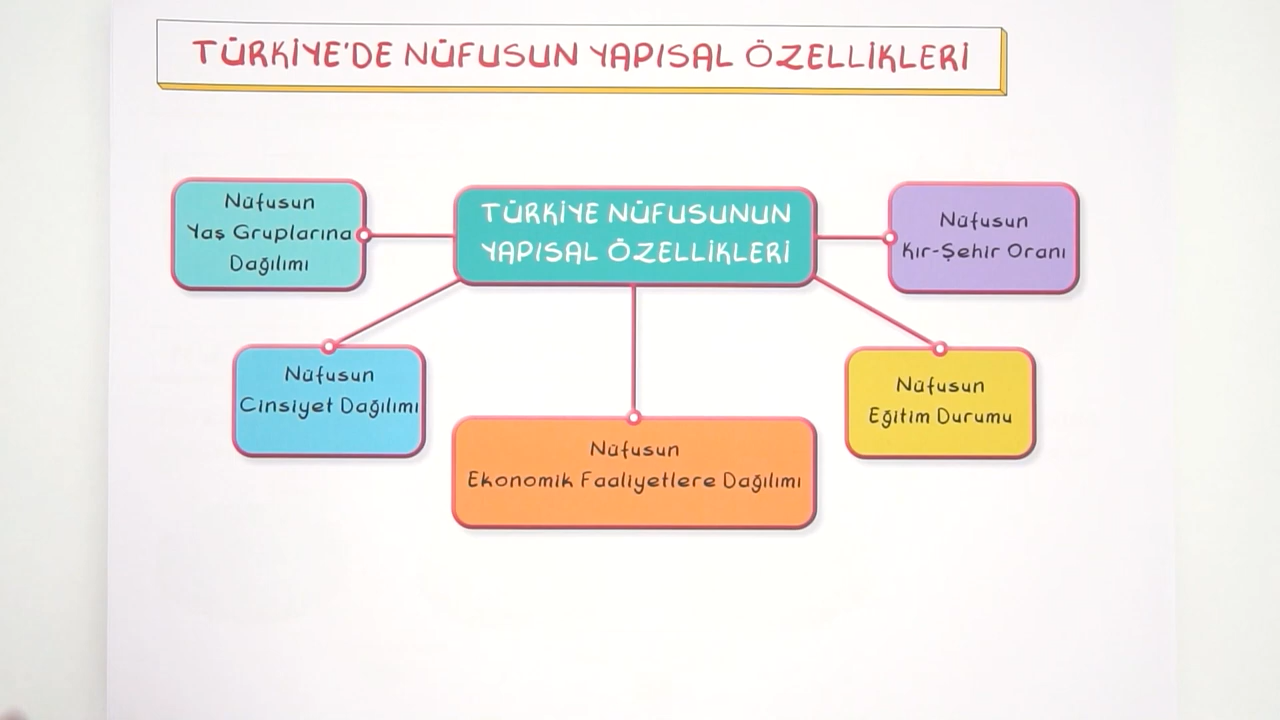 TÜRKİYE'DE NÜFUSUN YAPISAL ÖZELLİKLERİ
Nüfusun
Yaş Gruplarına
Dağılımı
TÜRKİYE NÜFUSUNUN
YAPISAL ÖZELLİKLERİ
Nüfusun
Kır-Şehir Oranı
Nüfusun
Cinsiyet Dağılımı
Nüfusun
Ekonomik Faaliyetlere Dağılımı
Nüfusun
Eğitim Durumu